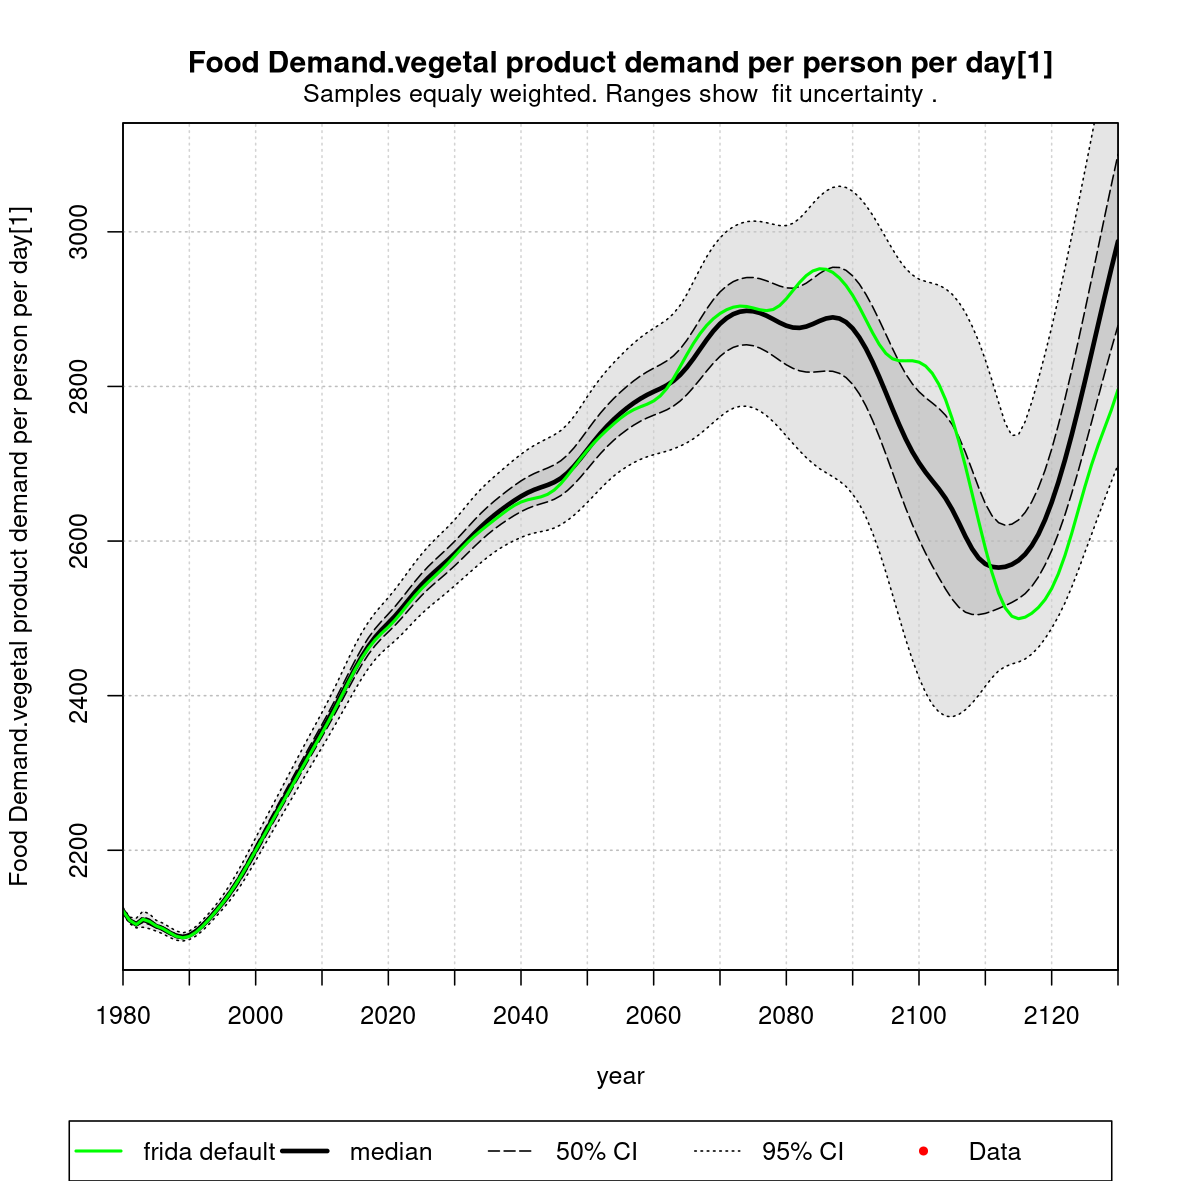 Food Demand.vegetal product demand per person per day[1]
Samples equaly weighted. Ranges show  fit uncertainty .
Food Demand.vegetal product demand per person per day[1]
3000
2800
2600
2400
2200
1980 2000 2020 2040 2060 2080 2100 2120
year
frida default median 50% CI 95% CI Data